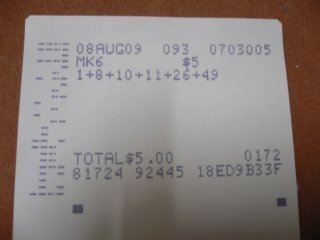 08AUG09 093 0703005
MK6 $5
1+8+10+11+26+49
TOTAL$5.00 0172
81724 92445 18ED9B33F